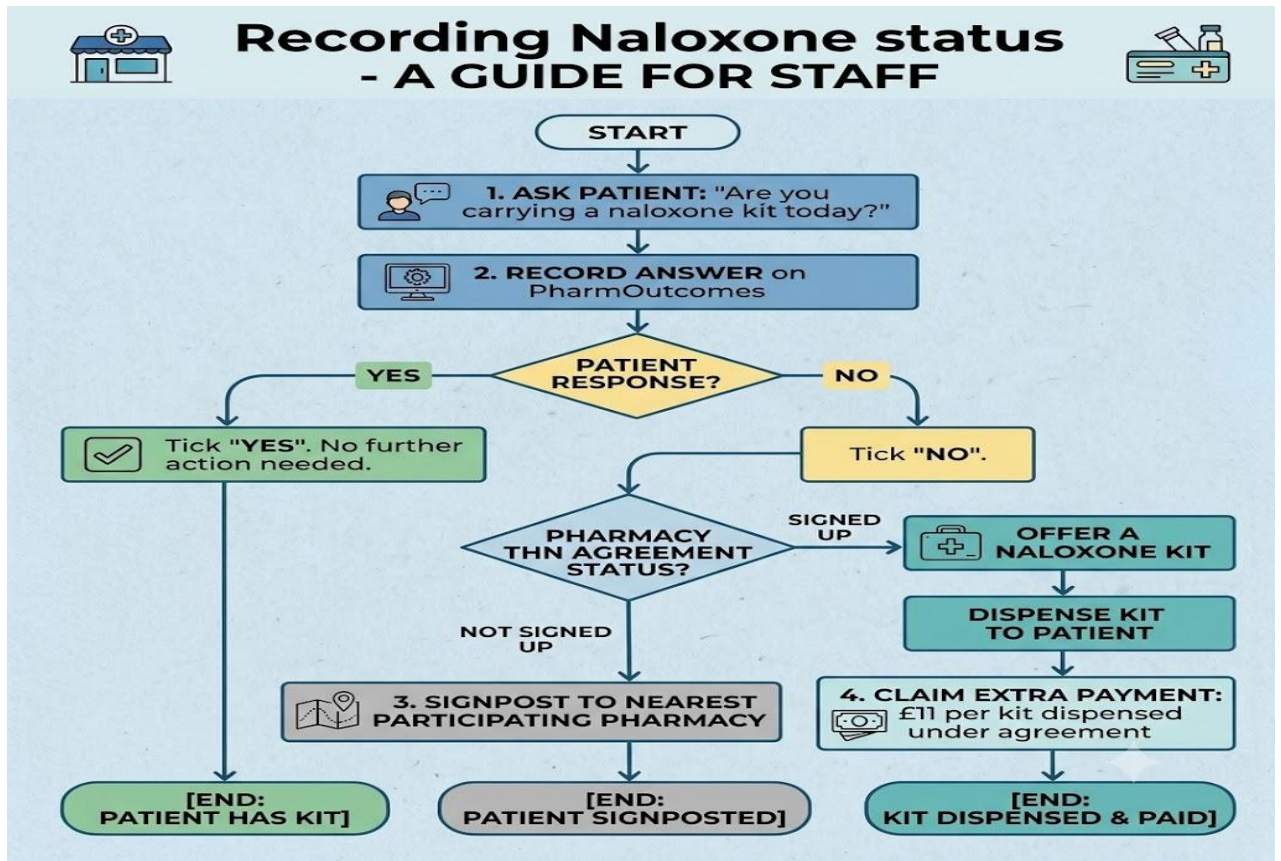 Recording Naloxone status
- A GUIDE FOR STAFF
START
1. ASK PATIENT: "Are you
carrying a naloxone kit today?"
2. RECORD ANSWER on
PharmOutcomes
PATIENT
RESPONSE?
YES
NO
Tick "YES". No further
action needed.
Tick "NO".
PHARMACY
THN AGREEMENT
STATUS?
SIGNED
UP
OFFER A
NALOXONE KIT
DISPENSE KIT
TO PATIENT
NOT SIGNED
UP
3. SIGNPOST TO NEAREST
PARTICIPATING PHARMACY
4. CLAIM EXTRA PAYMENT:
£11 per kit dispensed
under agreement
[END:
PATIENT HAS KIT]
[END:
PATIENT SIGNPOSTED]
[END:
KIT DISPENSED & PAID]